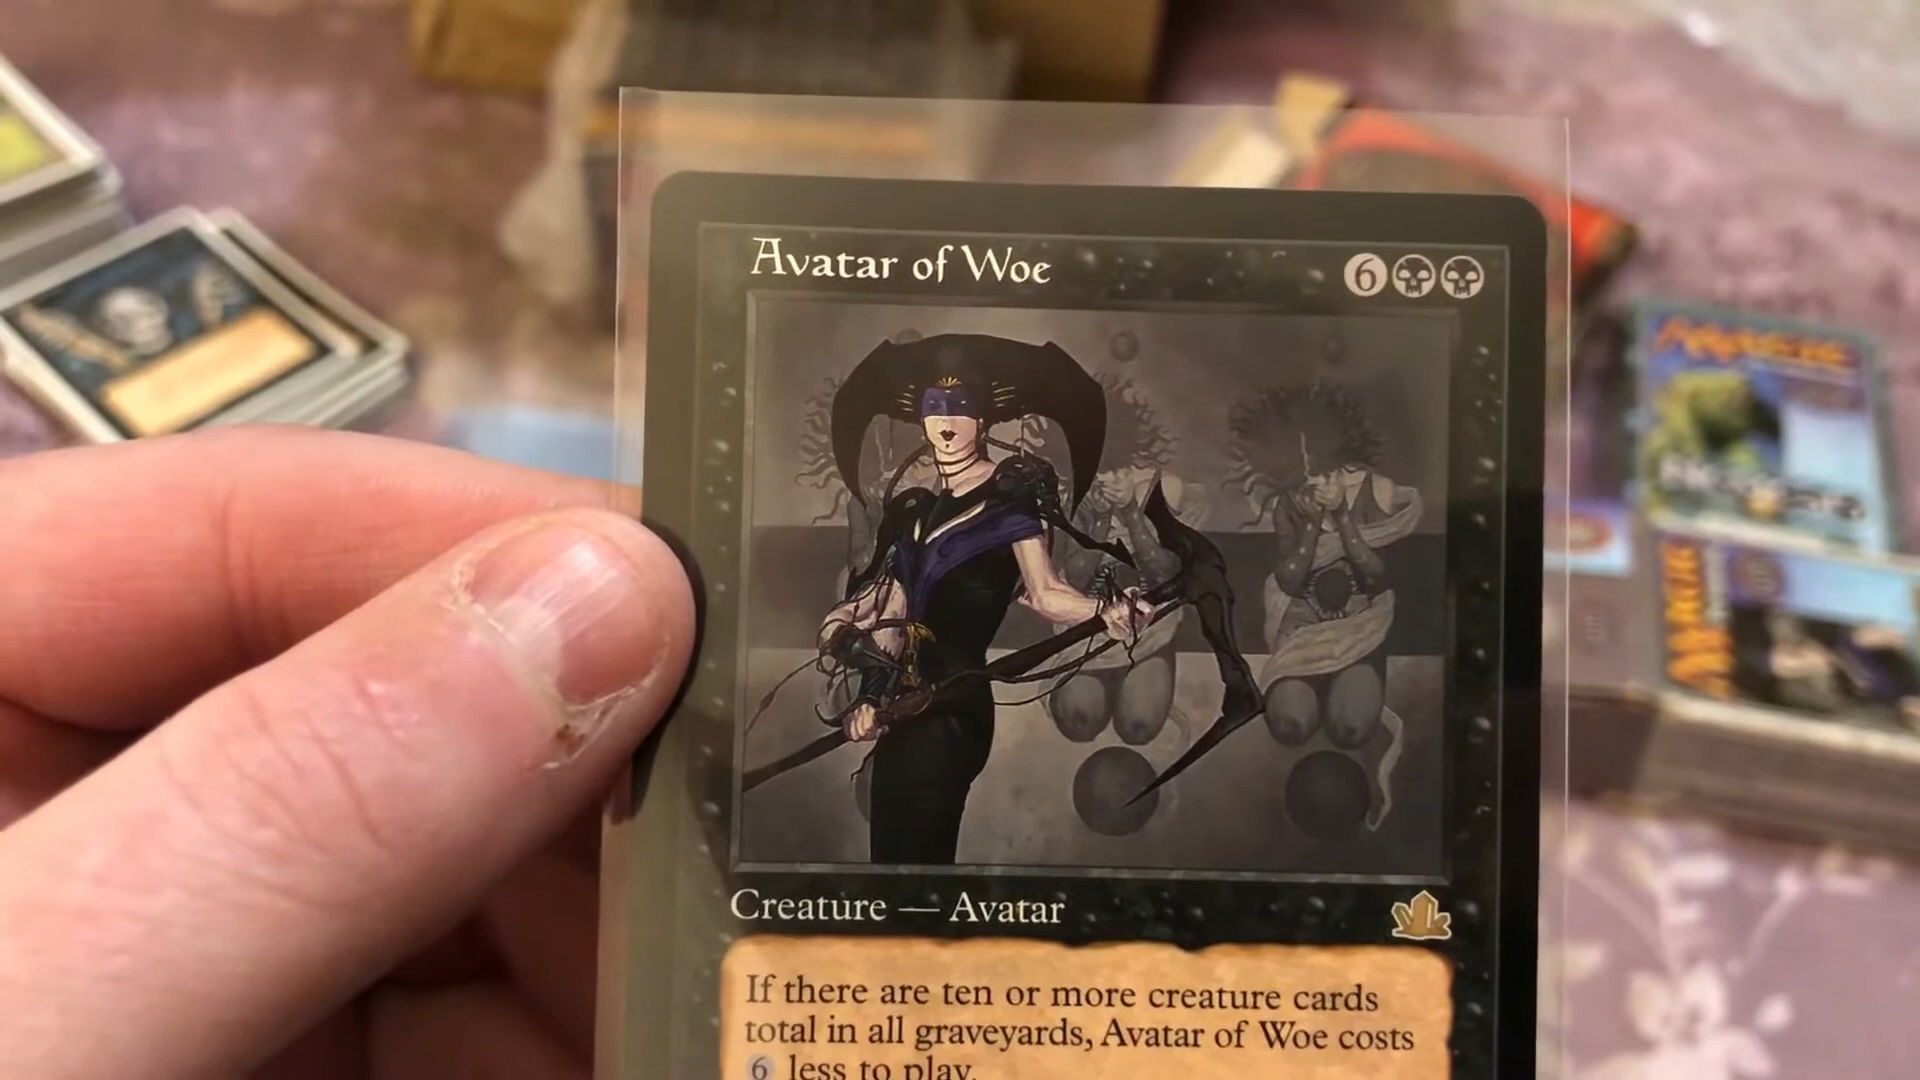 Avatar of Woe 6
Creature — Avatar
If there are ten or more creature cards
total in all graveyards, Avatar of Woe costs
6 less to play.
MAGIC